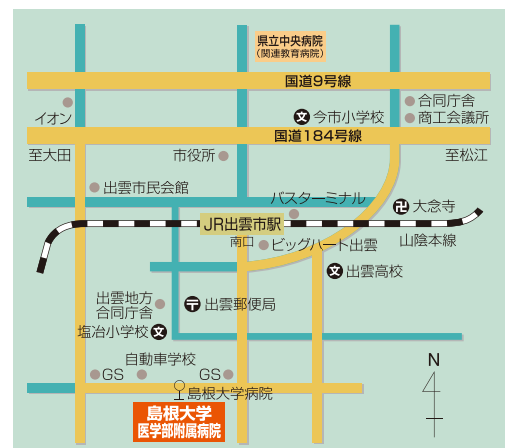 県立中央病院
(関連教育病院)
国道9号線
イオン
合同庁舎
文 今市小学校
商工会議所
国道184号線
至大田
市役所
至松江
出雲市民会館
バスターミナル
卍 大念寺
JR出雲市駅
南口
ビッグハート出雲
山陰本線
文 出雲高校
出雲地方
合同庁舎
〒 出雲郵便局
塩冶小学校 文
自動車学校
N
GS
GS
島根大学病院
島根大学
医学部附属病院